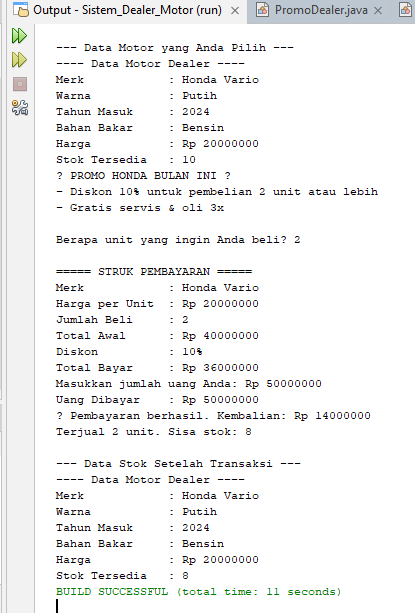 Output - Sistem_Dealer_Motor (run) × PromoDealer.java ×
--- Data Motor yang Anda Pilih ---
---- Data Motor Dealer ----
Merk : Honda Vario
Warna : Putih
Tahun Masuk : 2024
Bahan Bakar : Bensin
Harga : Rp 20000000
Stok Tersedia : 10
? PROMO HONDA BULAN INI ?
- Diskon 10% untuk pembelian 2 unit atau lebih
- Gratis servis & oli 3x
Berapa unit yang ingin Anda beli? 2
===== STRUK PEMBAYARAN =====
Merk : Honda Vario
Harga per Unit : Rp 20000000
Jumlah Beli : 2
Total Awal : Rp 40000000
Diskon : 10%
Total Bayar : Rp 36000000
Masukkan jumlah uang Anda: Rp 50000000
Uang Dibayar : Rp 50000000
? Pembayaran berhasil. Kembalian: Rp 14000000
Terjual 2 unit. Sisa stok: 8
--- Data Stok Setelah Transaksi ---
---- Data Motor Dealer ----
Merk : Honda Vario
Warna : Putih
Tahun Masuk : 2024
Bahan Bakar : Bensin
Harga : Rp 20000000
Stok Tersedia : 8
BUILD SUCCESSFUL (total time: 11 seconds)